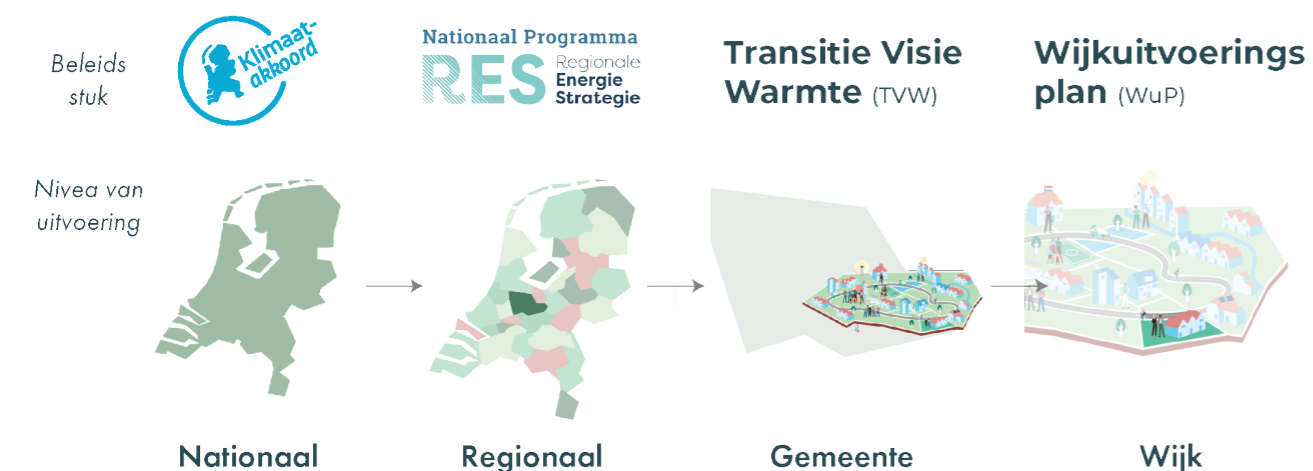 Beleids
stuk
Klimaat-
akkoord
Nationaal Programma
RES
Regionale
Energie
Strategie
Transitie Visie
Warmte (TVW)
Wijkuitvoerings
plan (WuP)
Nivea van
uitvoering
Nationaal
Regionaal
Gemeente
Wijk